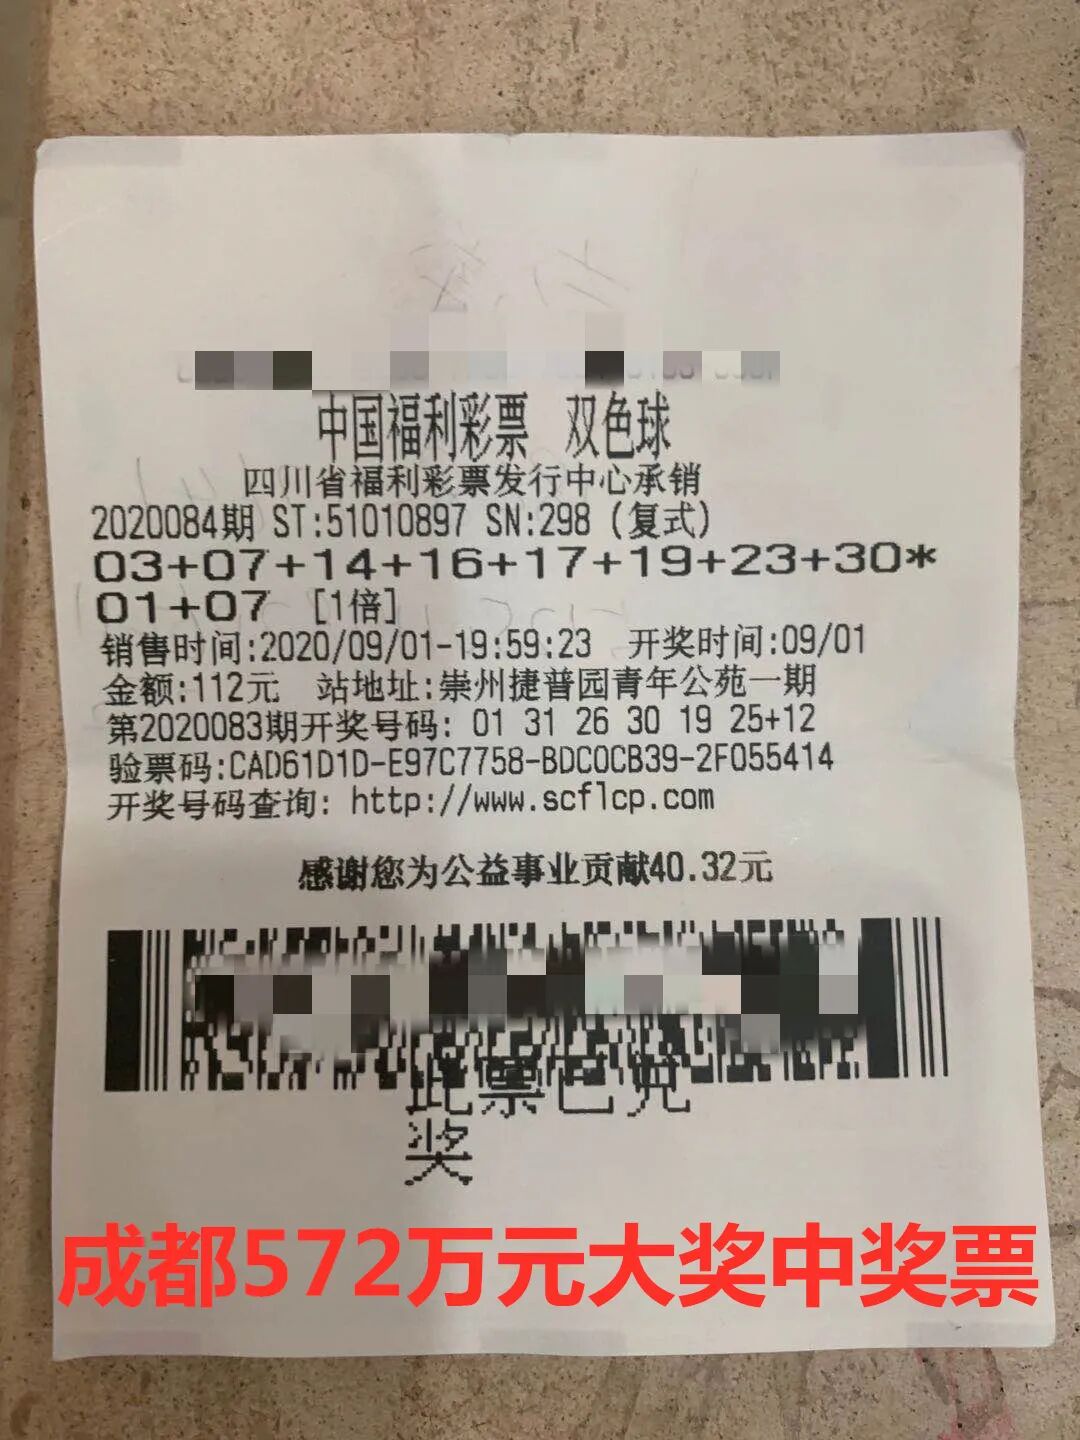 中国福利彩票 双色球
四川省福利彩票发行中心承销
2020084期 ST:51010897 SN:298 (复式)
03+07+14+16+17+19+23+30*
01+07 [1倍]
销售时间:2020/09/01-19:59:23 开奖时间:09/01
金额:112元 站地址:崇州捷普园青年公苑一期
第2020083期开奖号码: 01 31 26 30 19 25+12
验票码:CAD61D1D-E97C7758-BDC0CB39-2F055414
开奖号码查询: http://www.scflcp.com
感谢您为公益事业贡献40.32元
此票已兑
奖
成都572万元大奖中奖票